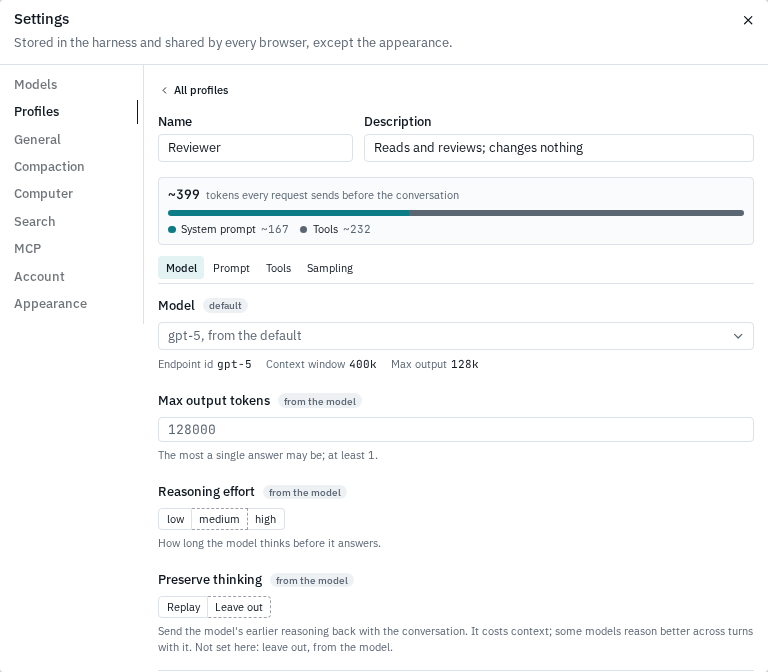 Settings
Stored in the harness and shared by every browser, except the appearance.
Models
Profiles
General
Compaction
Computer
Search
MCP
Account
Appearance
All profiles
Name
Description
Reviewer
Reads and reviews; changes nothing
~399 tokens every request sends before the conversation
System prompt ~167 Tools ~232
Model Prompt Tools Sampling
Model default
gpt-5, from the default
Endpoint id gpt-5 Context window 400k Max output 128k
Max output tokens from the model
128000
The most a single answer may be; at least 1.
Reasoning effort from the model
low medium high
How long the model thinks before it answers.
Preserve thinking from the model
Replay Leave out
Send the model's earlier reasoning back with the conversation. It costs context; some models reason better across turns
with it. Not set here: leave out, from the model.